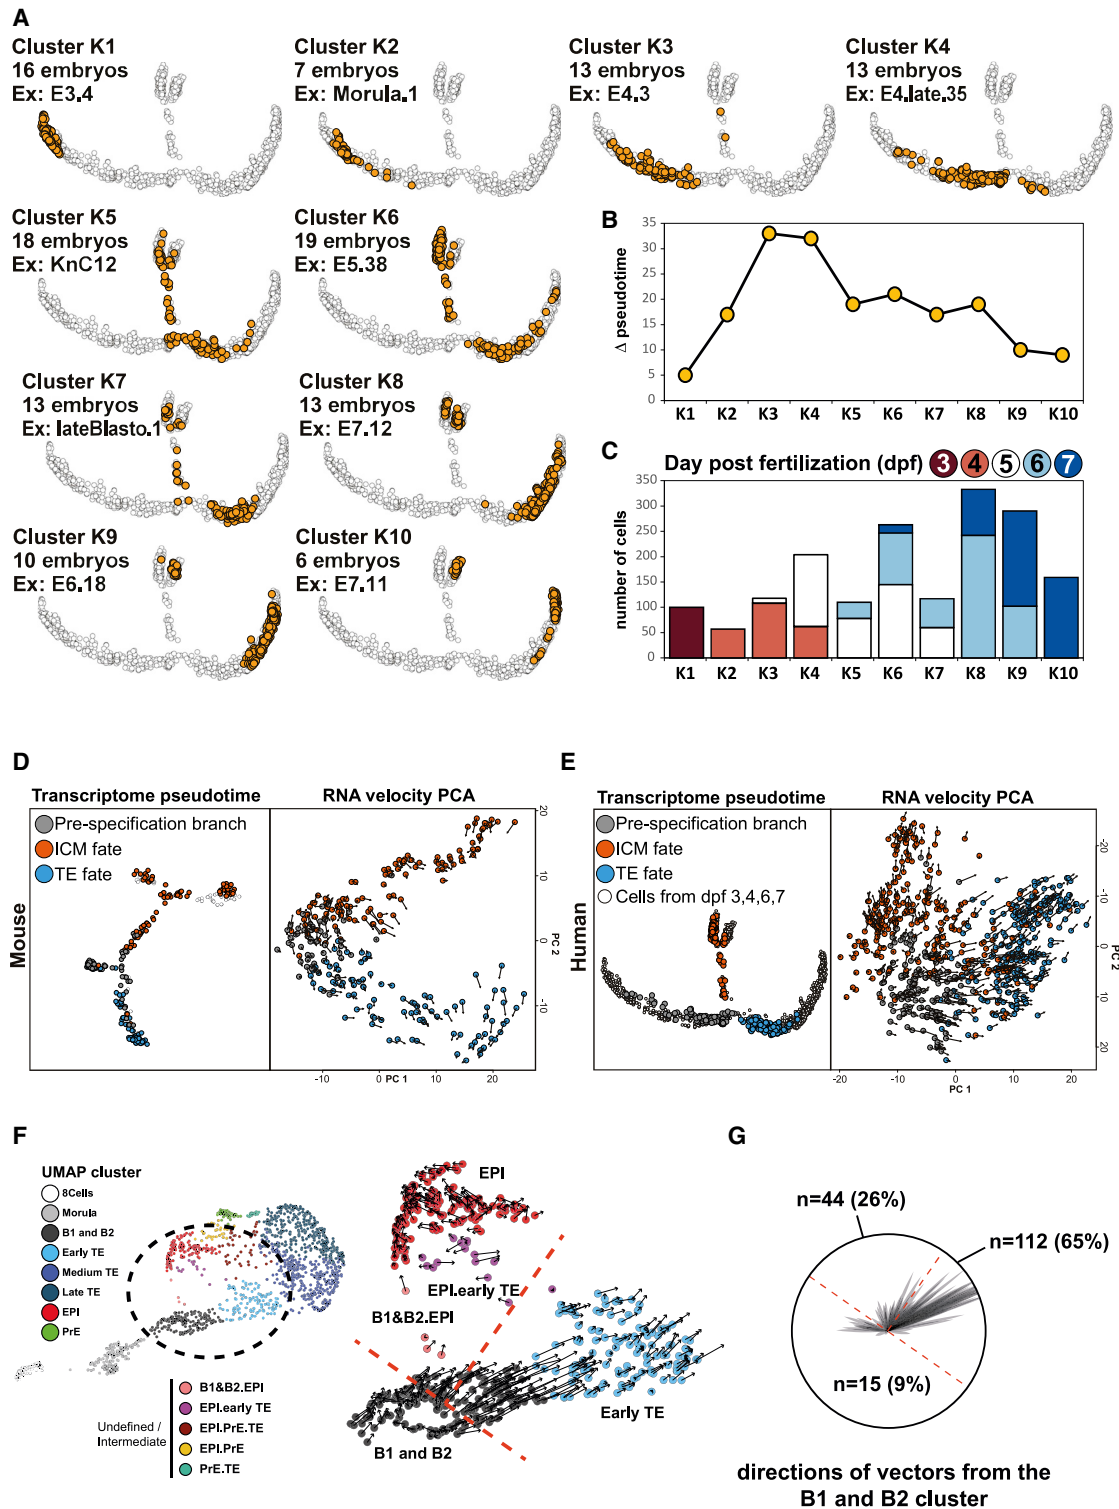 A
Cluster K1
16 embryos
Ex: E3.4
Cluster K2
7 embryos
Ex: Morula.1
Cluster K3
13 embryos
Ex: E4.3
Cluster K4
13 embryos
Ex: E4.late.35
Cluster K5
18 embryos
Ex: KnC12
Cluster K6
19 embryos
Ex: E5.38
Cluster K7
13 embryos
Ex: lateBlasto.1
Cluster K8
13 embryos
Ex: E7.12
Cluster K9
10 embryos
Ex: E6.18
Cluster K10
6 embryos
Ex: E7.11
B
Δ pseudotime
35
30
25
20
15
10
5
0
K1 K2 K3 K4 K5 K6 K7 K8 K9 K10
C
Day post fertilization (dpf) 3 4 5 6 7
number of cells
350
300
250
200
150
100
50
0
K1 K2 K3 K4 K5 K6 K7 K8 K9 K10
D
Transcriptome pseudotime
RNA velocity PCA
Mouse
Pre-specification branch
ICM fate
TE fate
20
10
0
-10
PC 2
-10 0 PC 1 10 20
E
Transcriptome pseudotime
RNA velocity PCA
Human
Pre-specification branch
ICM fate
TE fate
Cells from dpf 3,4,6,7
-20
-10
0
10
20
PC 2
-20 -10 0 10 20
PC 1
F
UMAP cluster
8Cells
Morula
B1 and B2
Early TE
Medium TE
Late TE
EPI
PrE
Undefined /
Intermediate
B1&B2.EPI
EPI.early TE
EPI.PrE.TE
EPI.PrE
PrE.TE
EPI
EPI.early TE
B1&B2.EPI
Early TE
B1 and B2
G
n=44 (26%)
n=112 (65%)
n=15 (9%)
directions of vectors from the
B1 and B2 cluster